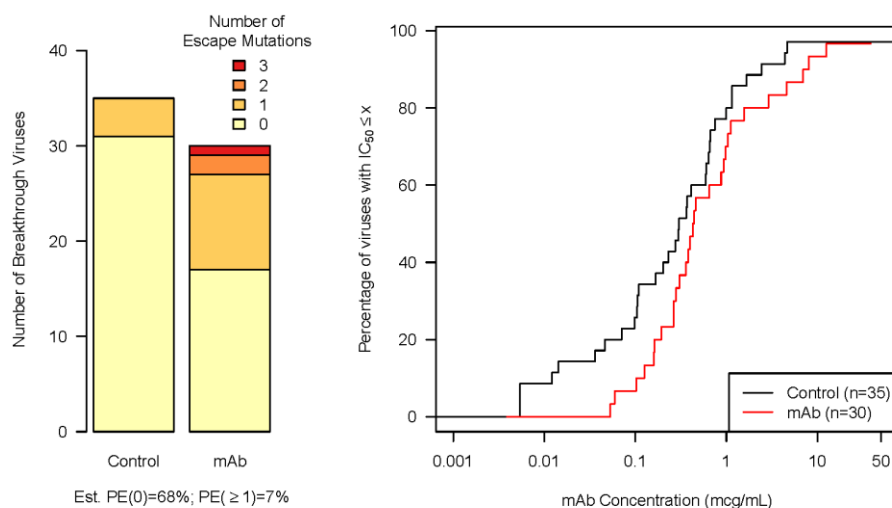 Number of
Escape Mutations
3
2
1
0
Number of Breakthrough Viruses
40
30
20
10
0
Control
mAb
Est. PE(0)=68%; PE( ≥ 1)=7%
Percentage of viruses with IC50 ≤ x
100
80
60
40
20
0
Control (n=35)
mAb (n=30)
0.001
0.01
0.1
1
10
50
mAb Concentration (mcg/mL)